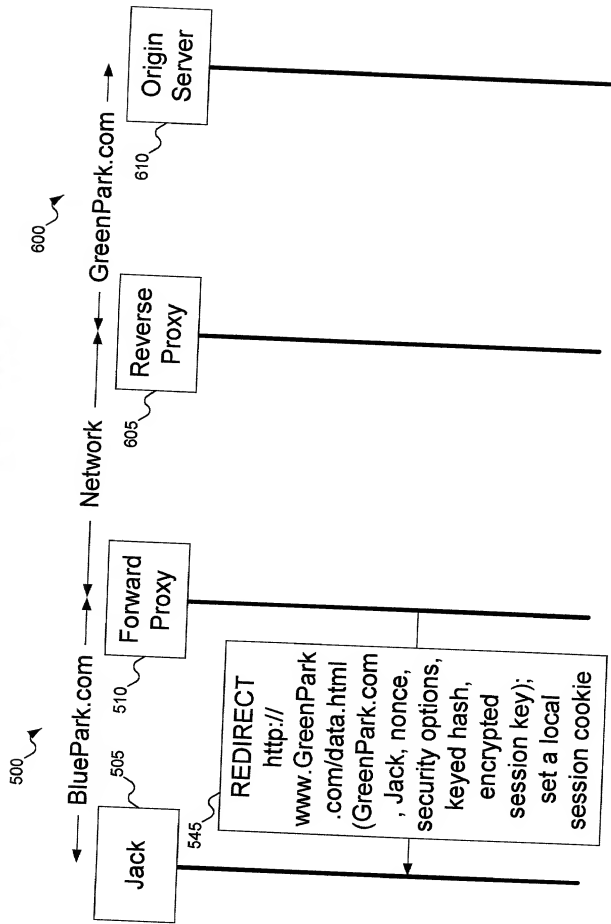 500
600
BluePark.com
Network
GreenPark.com
505
Jack
510
Forward
Proxy
605
Reverse
Proxy
610
Origin
Server
545
REDIRECT
http://
www.GreenPark
.com/data.html
(GreenPark.com
, Jack, nonce,
security options,
keyed hash,
encrypted
session key);
set a local
session cookie